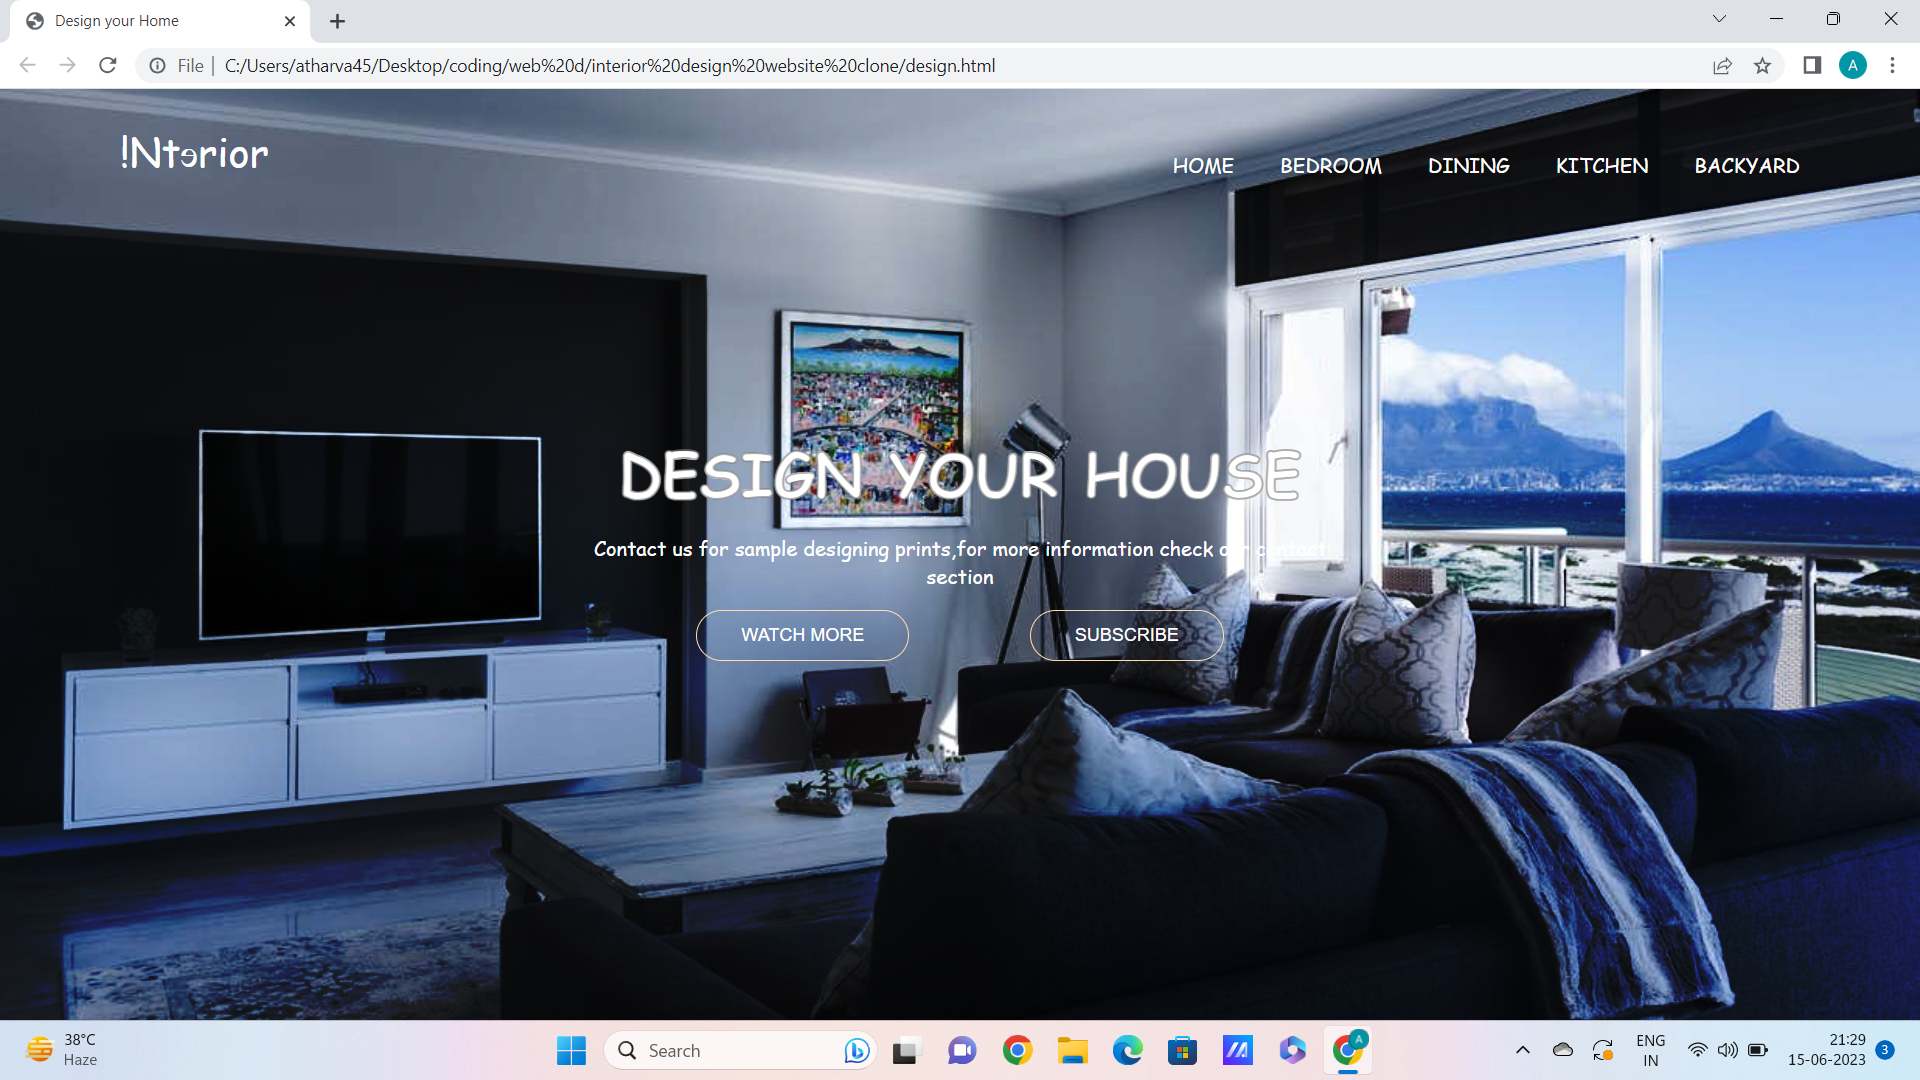 Design your Home
File
C:/Users/atharva45/Desktop/coding/web%20d/interior%20design%20website%20clone/design.html
A
!Ntɘrior
HOME
BEDROOM
DINING
KITCHEN
BACKYARD
DESIGN YOUR HOUSE
Contact us for sample designing prints,for more information check our contact
section
WATCH MORE
SUBSCRIBE
38°C
Haze
Search
A
ENG
IN
21:29
15-06-2023
3